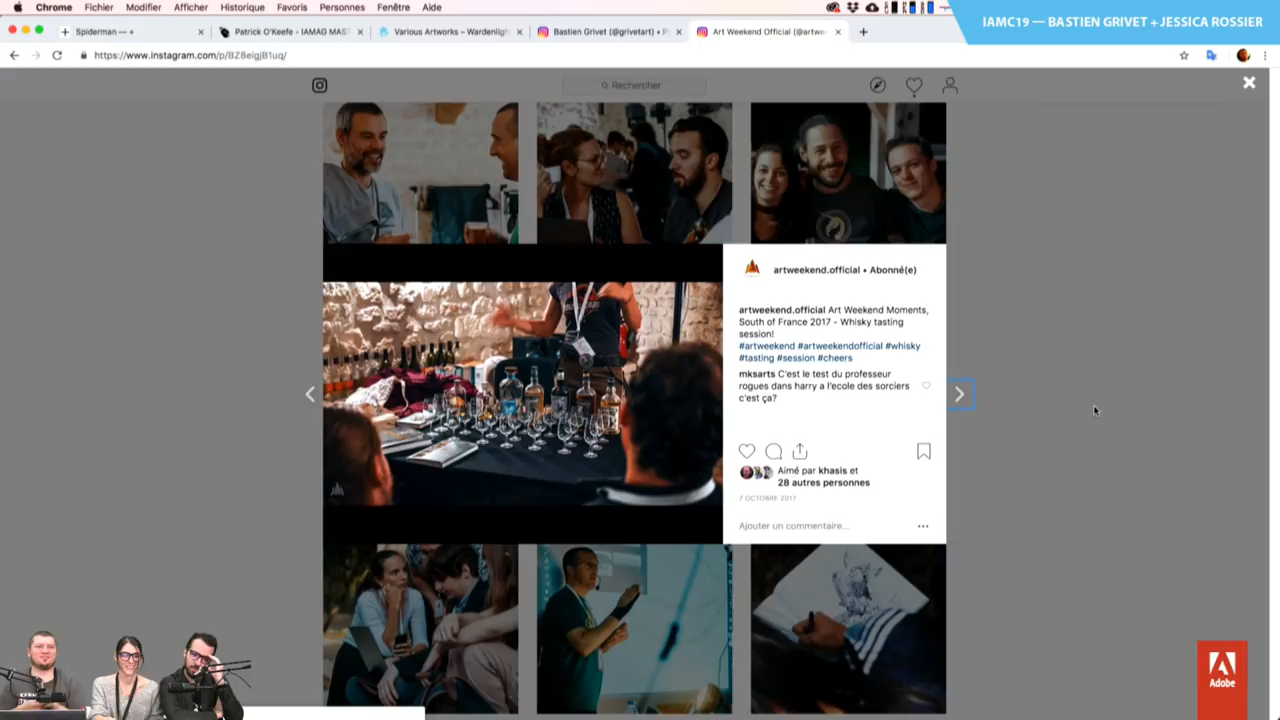 Chrome Fichier Modifier Afficher Historique Favoris Personnes Fenêtre Aide
IAMC19 — BASTIEN GRIVET + JESSICA ROSSIER
Spiderman — +
Patrick O'Keefe - IAMAG MAS
Various Artworks – Wardenligh
Bastien Grivet (@grivetart) • P
Art Weekend Official (@artwe
https://www.instagram.com/p/BZ8eigjB1uq/
Rechercher
artweekend.official • Abonné(e)
artweekend.official Art Weekend Moments,
South of France 2017 - Whisky tasting
session!
#artweekend #artweekendofficial #whisky
#tasting #session #cheers
mksarts C'est le test du professeur
rogues dans harry a l'ecole des sorciers
c'est ça?
Aimé par khasis et
28 autres personnes
7 OCTOBRE 2017
Ajouter un commentaire...
Adobe